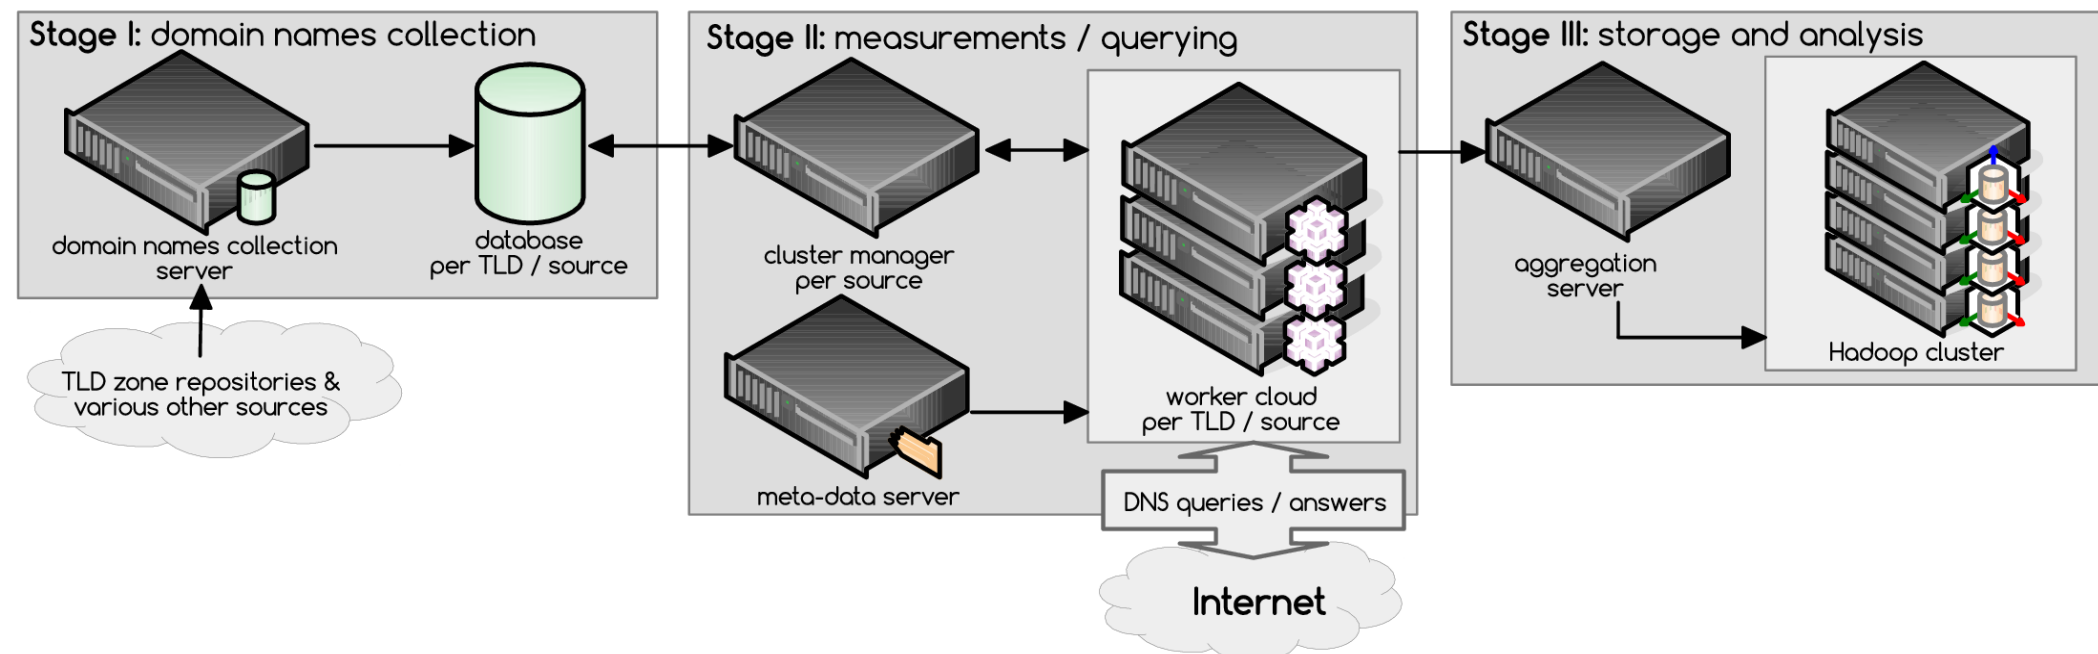 Stage I: domain names collection
domain names collection
server
database
per TLD / source
TLD zone repositories &
various other sources
Stage II: measurements / querying
cluster manager
per source
meta-data server
worker cloud
per TLD / source
DNS queries / answers
Internet
Stage III: storage and analysis
aggregation
server
Hadoop cluster